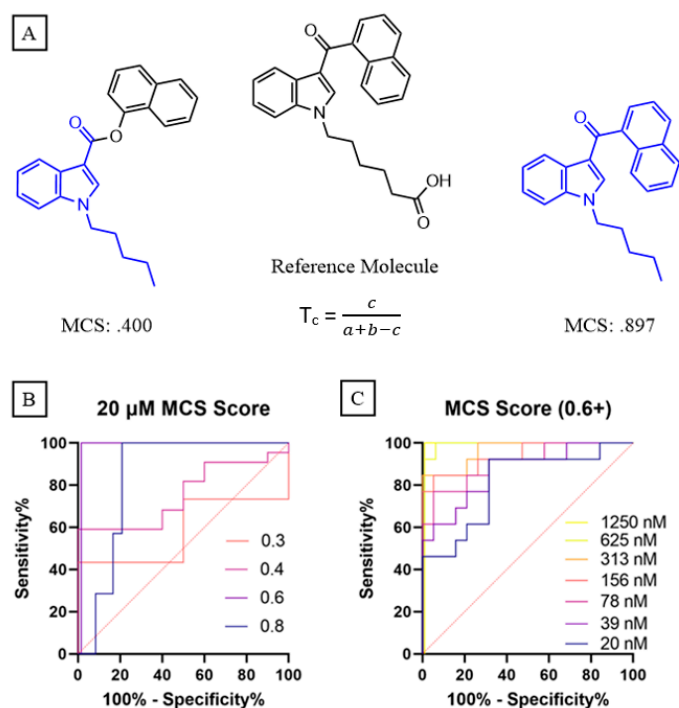 A
O
O
N
MCS: .400
O
N
OH
O
Reference Molecule
Tc = c / a+b−c
O
N
MCS: .897
B
20 µM MCS Score
Sensitivity%
100
80
60
40
20
0
0.3
0.4
0.6
0.8
0 20 40 60 80 100
100% - Specificity%
C
MCS Score (0.6+)
Sensitivity%
100
80
60
40
20
0
1250 nM
625 nM
313 nM
156 nM
78 nM
39 nM
20 nM
0 20 40 60 80 100
100% - Specificity%